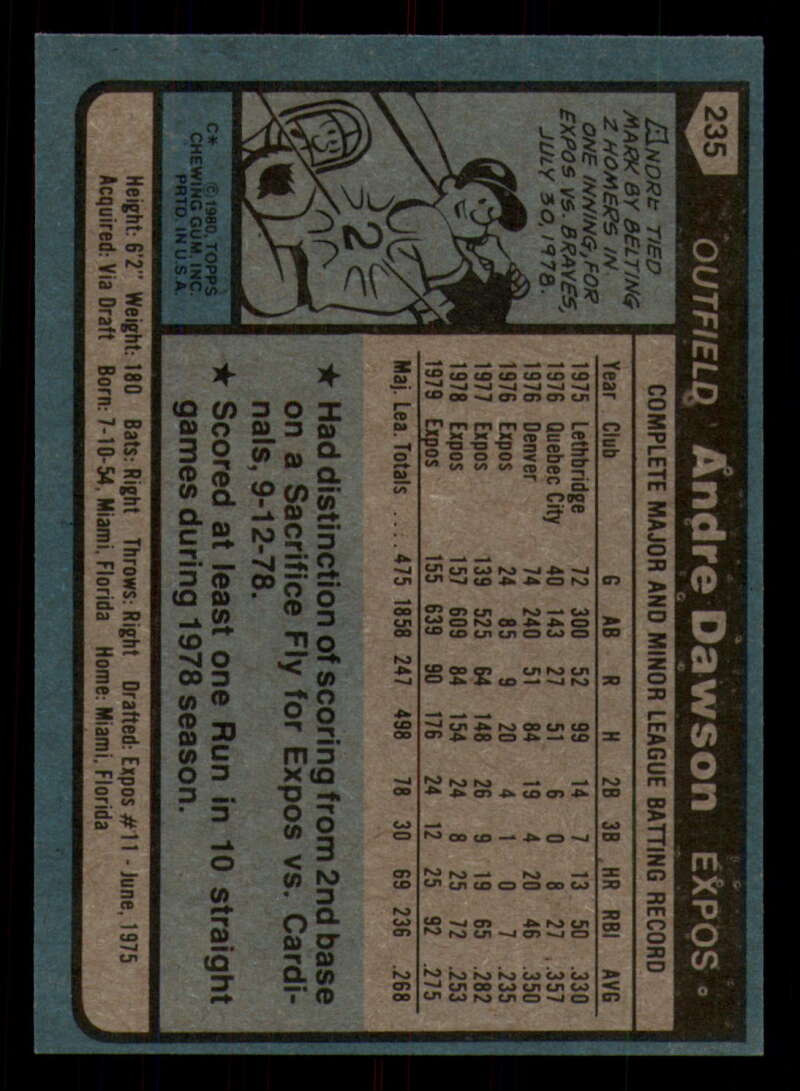 235 OUTFIELD Andre Dawson EXPOS
ANDRE TIED
MARK BY BELTING
2 HOMERS IN
ONE INNING, FOR
EXPOS VS. BRAVES,
JULY 30, 1978.
2
C* © 1980, TOPPS
CHEWING GUM, INC.
PRTD. IN U.S.A.
COMPLETE MAJOR AND MINOR LEAGUE BATTING RECORD
Year Club G AB R H 2B 3B HR RBI AVG
1975 Lethbridge 72 300 52 99 14 7 13 50 .330
1976 Quebec City 40 143 27 51 6 0 8 27 .357
1976 Denver 74 240 51 84 19 4 20 46 .350
1976 Expos 24 85 9 20 4 1 0 7 .235
1977 Expos 139 525 64 148 26 9 19 65 .282
1978 Expos 157 609 84 154 24 8 25 72 .253
1979 Expos 155 639 90 176 24 12 25 92 .275
Maj. Lea. Totals .... 475 1858 247 498 78 30 69 236 .268
★ Had distinction of scoring from 2nd base
on a Sacrifice Fly for Expos vs. Cardi-
nals, 9-12-78.
★ Scored at least one Run in 10 straight
games during 1978 season.
Height: 6'2" Weight: 180 Bats: Right Throws: Right Drafted: Expos #11 - June, 1975
Acquired: Via Draft Born: 7-10-54, Miami, Florida Home: Miami, Florida